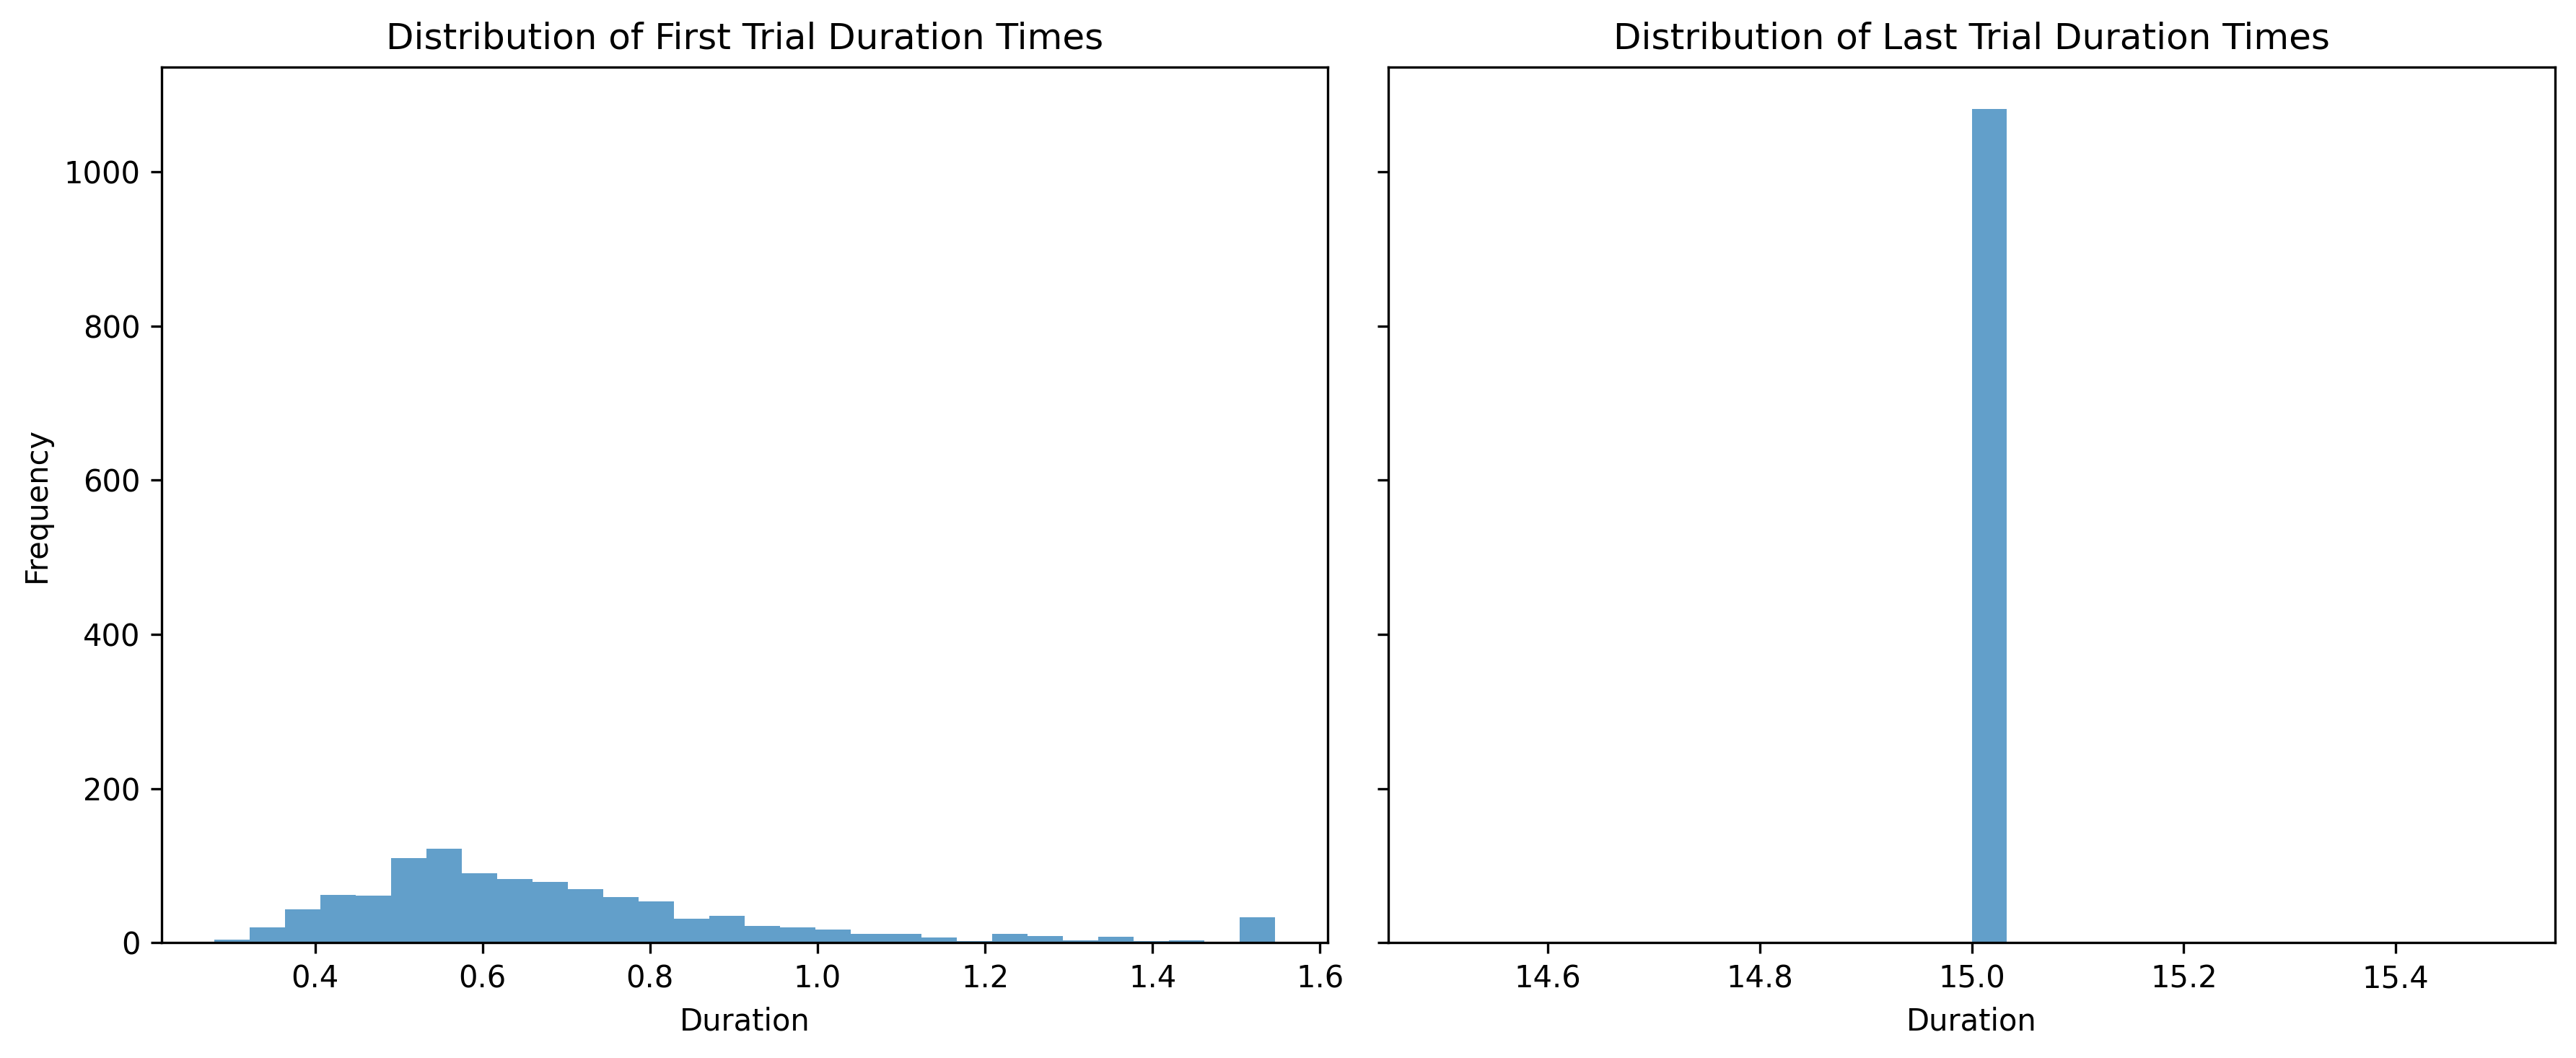 Distribution of First Trial Duration Times
Distribution of Last Trial Duration Times
Frequency
1000
800
600
400
200
0
0.4 0.6 0.8 1.0 1.2 1.4 1.6
Duration
14.6 14.8 15.0 15.2 15.4
Duration